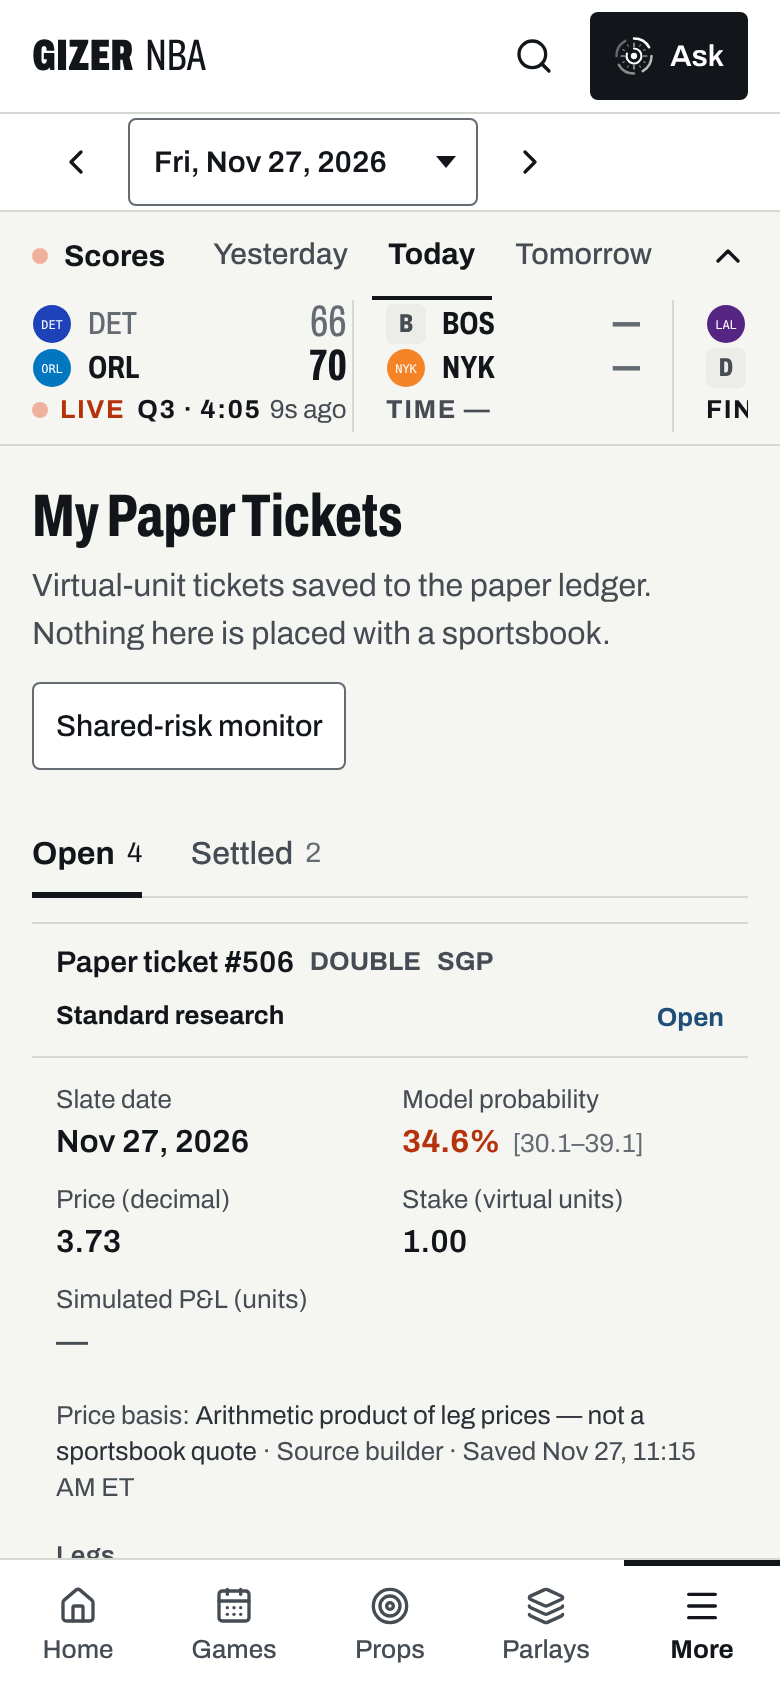 GIZER NBA
Ask
Fri, Nov 27, 2026
Scores Yesterday Today Tomorrow
DET DET 66
ORL ORL 70
LIVE Q3 · 4:05 9s ago
B BOS —
NYK NYK —
TIME —
LAL
D
FIN
My Paper Tickets
Virtual-unit tickets saved to the paper ledger.
Nothing here is placed with a sportsbook.
Shared-risk monitor
Open 4 Settled 2
Paper ticket #506 DOUBLE SGP
Standard research Open
Slate date Model probability
Nov 27, 2026 34.6% [30.1–39.1]
Price (decimal) Stake (virtual units)
3.73 1.00
Simulated P&L (units)
—
Price basis: Arithmetic product of leg prices — not a
sportsbook quote · Source builder · Saved Nov 27, 11:15
AM ET
Legs
Home Games Props Parlays More